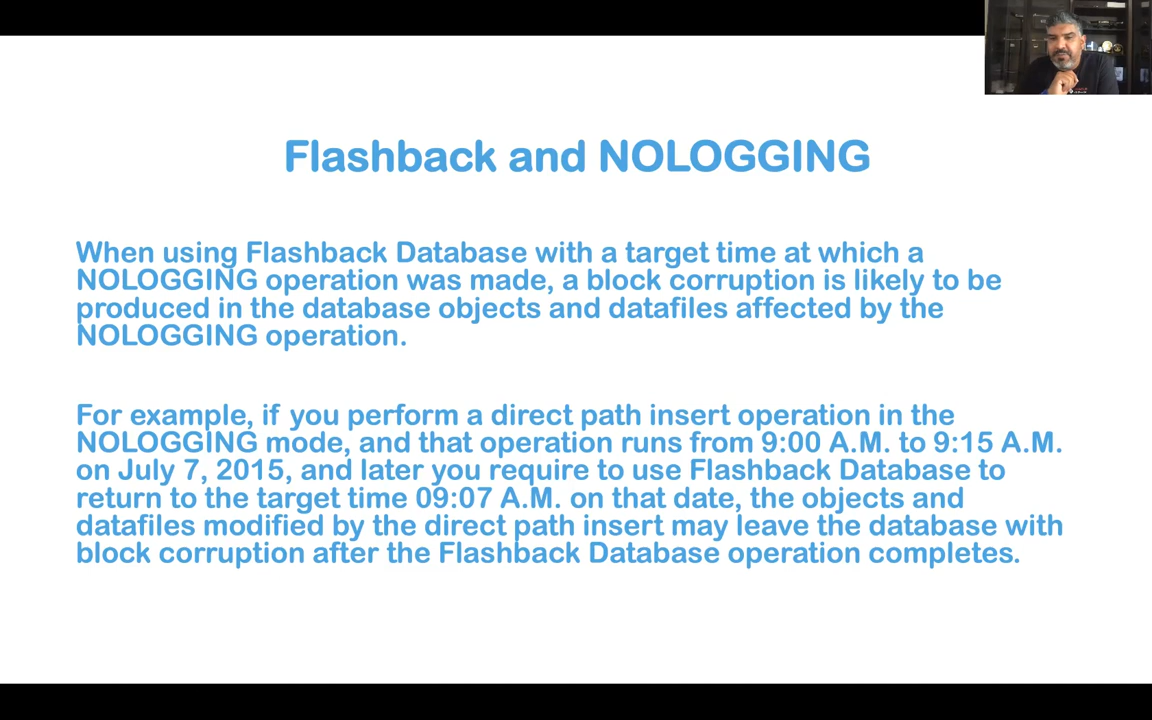 Flashback and NOLOGGING
When using Flashback Database with a target time at which a
NOLOGGING operation was made, a block corruption is likely to be
produced in the database objects and datafiles affected by the
NOLOGGING operation.
For example, if you perform a direct path insert operation in the
NOLOGGING mode, and that operation runs from 9:00 A.M. to 9:15 A.M.
on July 7, 2015, and later you require to use Flashback Database to
return to the target time 09:07 A.M. on that date, the objects and
datafiles modified by the direct path insert may leave the database with
block corruption after the Flashback Database operation completes.